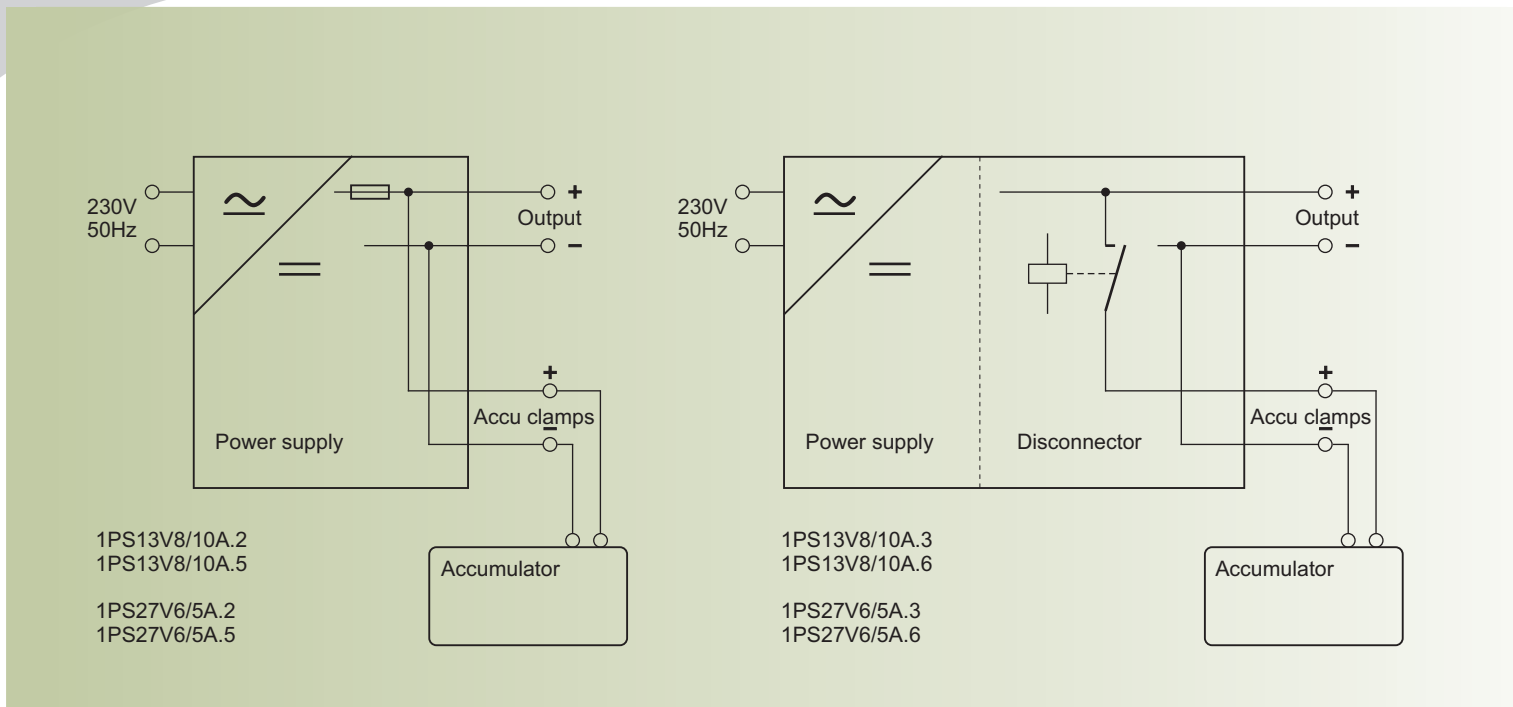 230V
50Hz
+
Output
−
+
Accu clamps
−
Power supply
Accumulator
1PS13V8/10A.2
1PS13V8/10A.5
1PS27V6/5A.2
1PS27V6/5A.5
230V
50Hz
+
Output
−
+
Accu clamps
−
Power supply
Disconnector
Accumulator
1PS13V8/10A.3
1PS13V8/10A.6
1PS27V6/5A.3
1PS27V6/5A.6